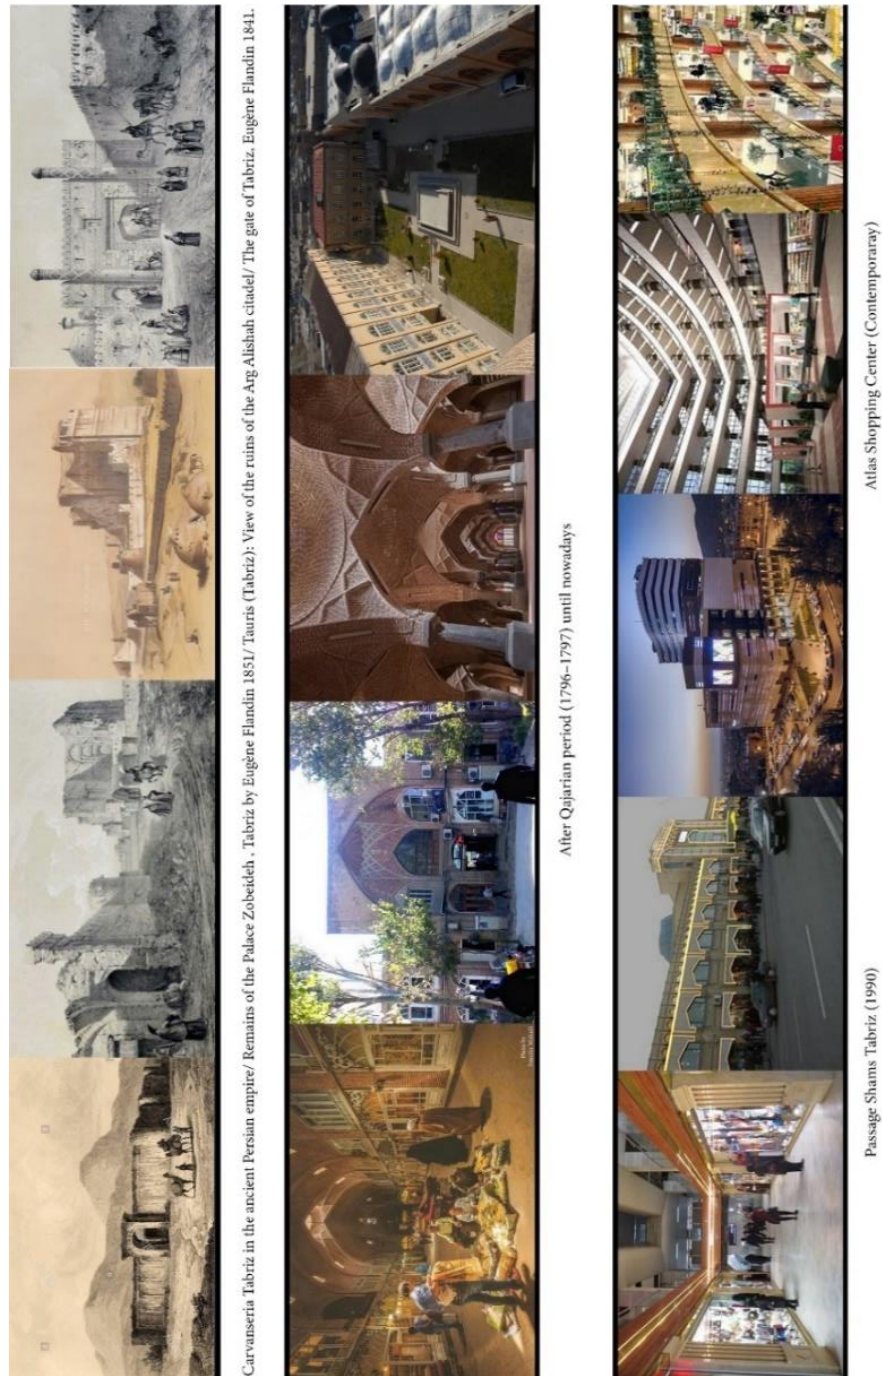 Carvanseria Tabriz in the ancient Persian empire/ Remains of the Palace Zobeideh . Tabriz by Eugène Flandin 1851/ Tauris (Tabriz): View of the ruins of the Arg Alishah citadel/ The gate of Tabriz, Eugène Flandin 1841.
After Qajarian period (1796–1797) until nowadays
Passage Shams Tabriz (1990)
Atlas Shopping Center (Contemporaray)